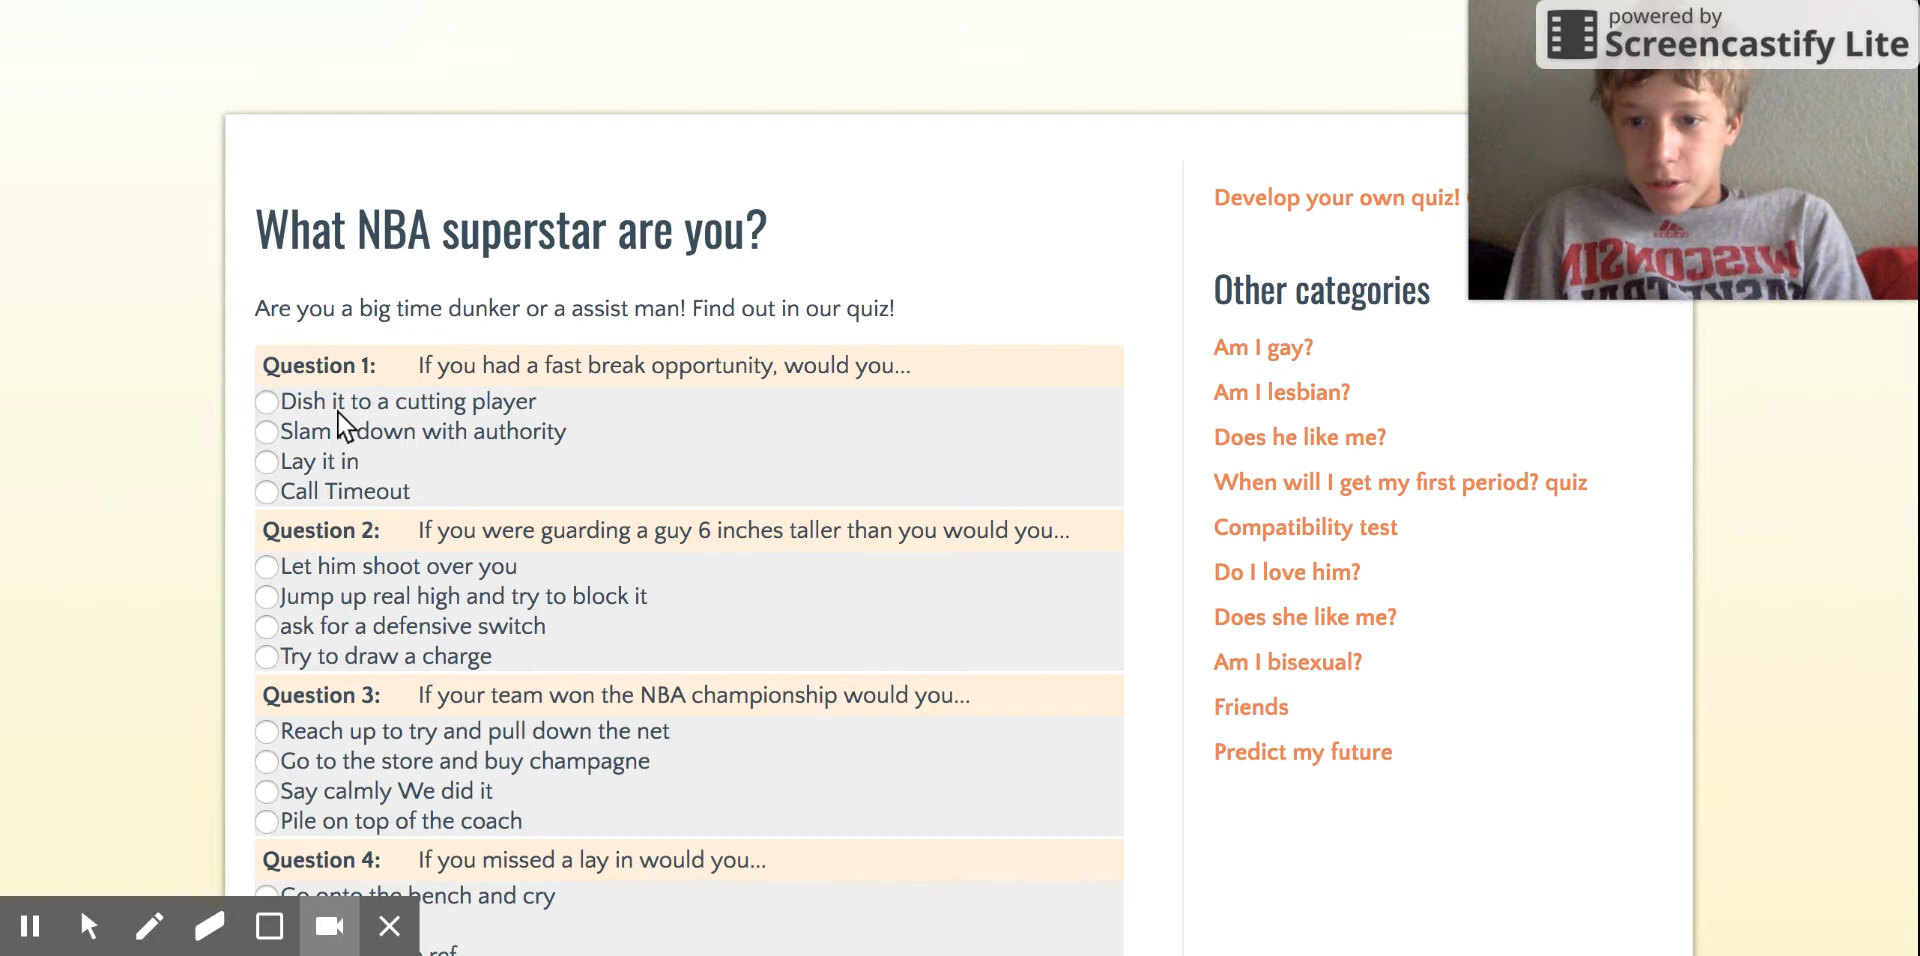 powered by
Screencastify Lite
What NBA superstar are you?
Are you a big time dunker or a assist man! Find out in our quiz!
Question 1: If you had a fast break opportunity, would you...
Dish it to a cutting player
Slam down with authority
Lay it in
Call Timeout
Question 2: If you were guarding a guy 6 inches taller than you would you...
Let him shoot over you
Jump up real high and try to block it
ask for a defensive switch
Try to draw a charge
Question 3: If your team won the NBA championship would you...
Reach up to try and pull down the net
Go to the store and buy champagne
Say calmly We did it
Pile on top of the coach
Question 4: If you missed a lay in would you...
Go onto the bench and cry
ref
Develop your own quiz!
Other categories
Am I gay?
Am I lesbian?
Does he like me?
When will I get my first period? quiz
Compatibility test
Do I love him?
Does she like me?
Am I bisexual?
Friends
Predict my future
adidas
WISCONSIN